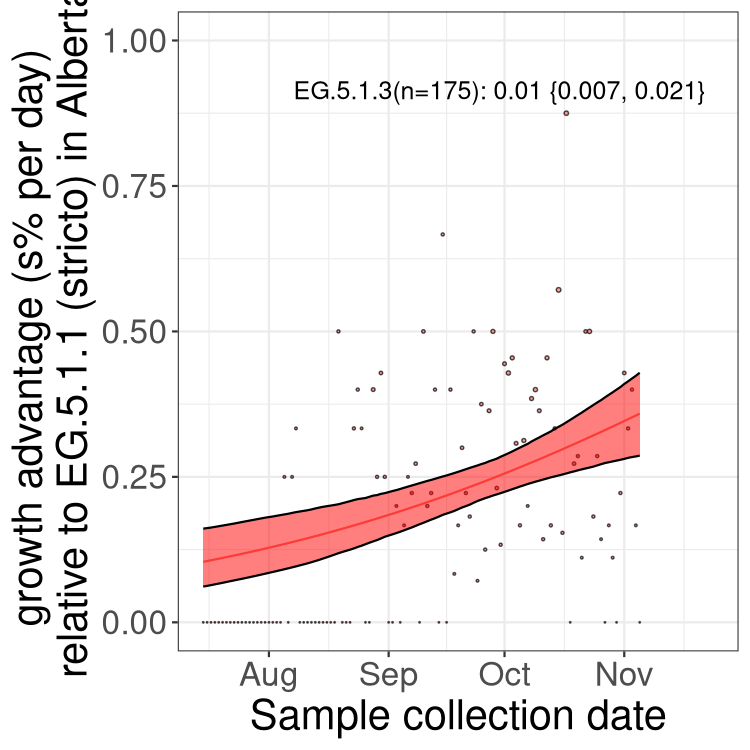 growth advantage (s% per day)
relative to EG.5.1.1 (stricto) in Alberta
1.00
0.75
0.50
0.25
0.00
EG.5.1.3(n=175): 0.01 {0.007, 0.021}
Aug Sep Oct Nov
Sample collection date